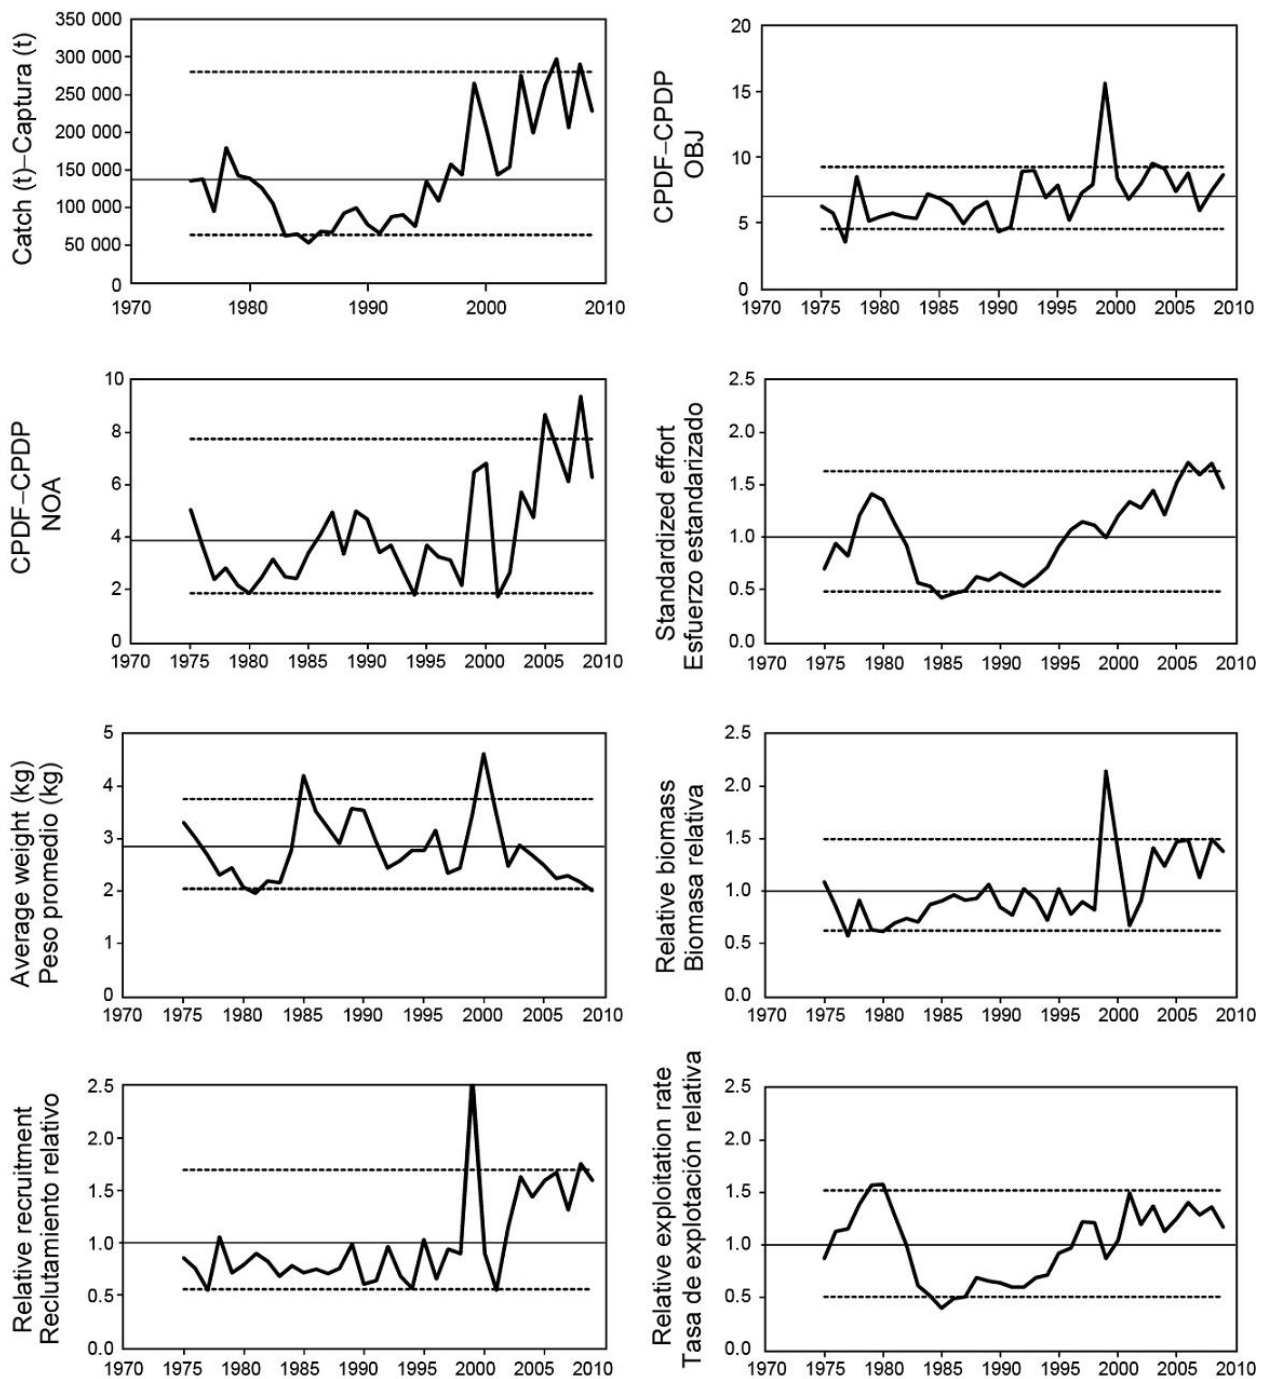 Catch (t)–Captura (t)
350 000
300 000
250 000
200 000
150 000
100 000
50 000
0
1970 1980 1990 2000 2010
CPDF–CPDP
OBJ
20
15
10
5
0
1970 1975 1980 1985 1990 1995 2000 2005 2010
CPDF–CPDP
NOA
10
8
6
4
2
0
1970 1975 1980 1985 1990 1995 2000 2005 2010
Standardized effort
Esfuerzo estandarizado
2.5
2.0
1.5
1.0
0.5
0.0
1970 1975 1980 1985 1990 1995 2000 2005 2010
Average weight (kg)
Peso promedio (kg)
5
4
3
2
1
0
1970 1975 1980 1985 1990 1995 2000 2005 2010
Relative biomass
Biomasa relativa
2.5
2.0
1.5
1.0
0.5
0.0
1970 1975 1980 1985 1990 1995 2000 2005 2010
Relative recruitment
Reclutamiento relativo
2.5
2.0
1.5
1.0
0.5
0.0
1970 1975 1980 1985 1990 1995 2000 2005 2010
Relative exploitation rate
Tasa de explotación relativa
2.5
2.0
1.5
1.0
0.5
0.0
1970 1975 1980 1985 1990 1995 2000 2005 2010